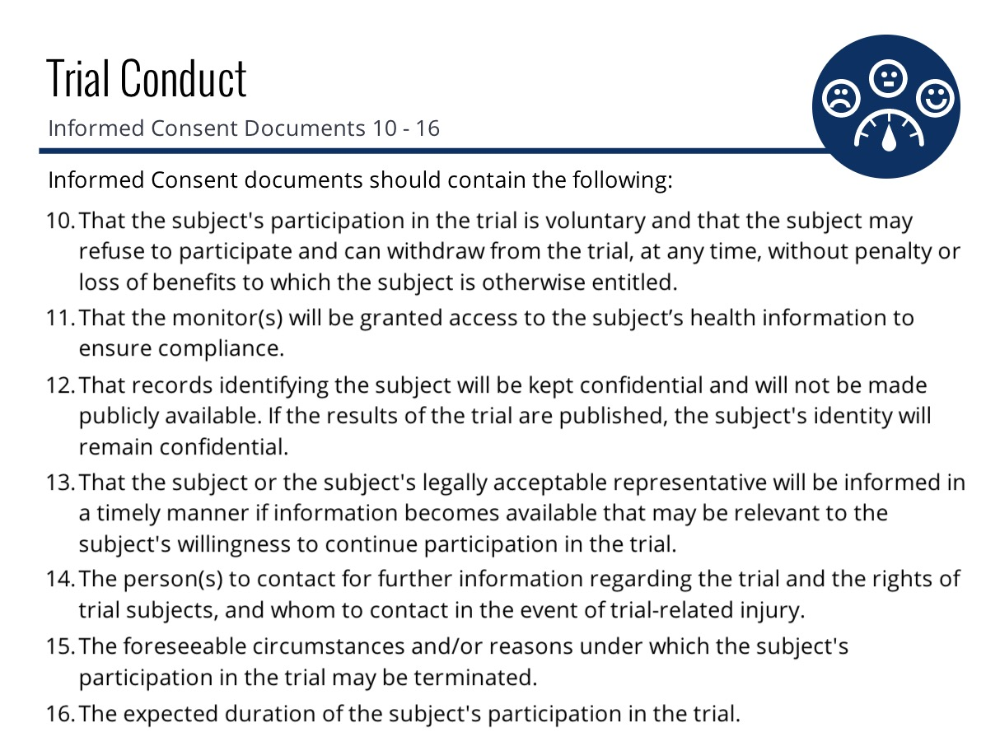 Trial Conduct
Informed Consent Documents 10 - 16
Informed Consent documents should contain the following:
10. That the subject's participation in the trial is voluntary and that the subject may
refuse to participate and can withdraw from the trial, at any time, without penalty or
loss of benefits to which the subject is otherwise entitled.
11. That the monitor(s) will be granted access to the subject’s health information to
ensure compliance.
12. That records identifying the subject will be kept confidential and will not be made
publicly available. If the results of the trial are published, the subject's identity will
remain confidential.
13. That the subject or the subject's legally acceptable representative will be informed in
a timely manner if information becomes available that may be relevant to the
subject's willingness to continue participation in the trial.
14. The person(s) to contact for further information regarding the trial and the rights of
trial subjects, and whom to contact in the event of trial-related injury.
15. The foreseeable circumstances and/or reasons under which the subject's
participation in the trial may be terminated.
16. The expected duration of the subject's participation in the trial.